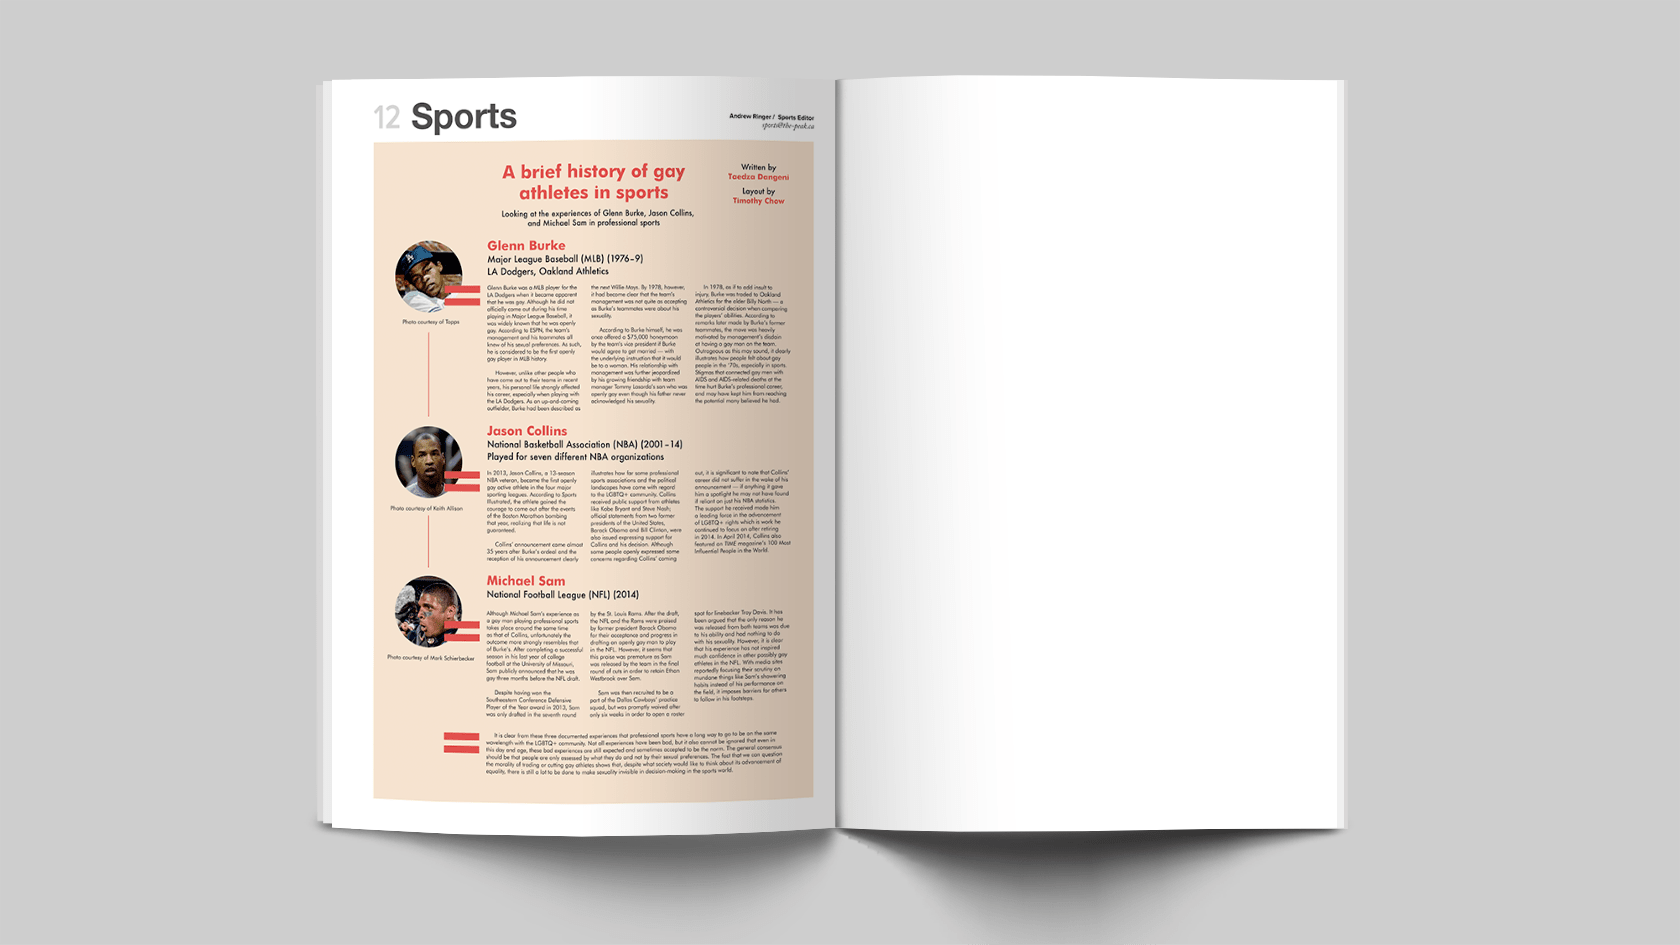 12 Sports
Andrew Ringer / Sports Editor
sports@the-peak.ca
A brief history of gay
athletes in sports
Looking at the experiences of Glenn Burke, Jason Collins,
and Michael Sam in professional sports
Written by
Taedza Dangeni
Layout by
Timothy Chow
Photo courtesy of Topps
Glenn Burke
Major League Baseball (MLB) (1976–9)
LA Dodgers, Oakland Athletics
Glenn Burke was a MLB player for the
LA Dodgers when it became apparent
that he was gay. Although he did not
officially come out during his time
playing in Major League Baseball, it
was widely known that he was openly
gay. According to ESPN, the team's
management and his teammates all
knew of his sexual preferences. As such,
he is considered to be the first openly
gay player in MLB history.
However, unlike other people who
have come out to their teams in recent
years, his personal life strongly affected
his career, especially when playing with
the LA Dodgers. As an up-and-coming
outfielder, Burke had been described as
the next Willie Mays. By 1978, however,
it had become clear that the team's
management was not quite as accepting
as Burke's teammates were about his
sexuality.
According to Burke himself, he was
once offered a $75,000 honeymoon
by the team's vice president if Burke
would agree to get married — with
the underlying instruction that it would
be to a woman. His relationship with
management was further jeopardized
by his growing friendship with team
manager Tommy Lasorda's son who was
openly gay even though his father never
acknowledged his sexuality.
In 1978, as if to add insult to
injury, Burke was traded to Oakland
Athletics for the elder Billy North — a
controversial decision when comparing
the players' abilities. According to
remarks later made by Burke's former
teammates, the move was heavily
motivated by management's disdain
at having a gay man on the team.
Outrageous as this may sound, it clearly
illustrates how people felt about gay
people in the '70s, especially in sports.
Stigmas that connected gay men with
AIDS and AIDS-related deaths at the
time hurt Burke's professional career,
and may have kept him from reaching
the potential many believed he had.
Photo courtesy of Keith Allison
Jason Collins
National Basketball Association (NBA) (2001–14)
Played for seven different NBA organizations
In 2013, Jason Collins, a 13-season
NBA veteran, became the first openly
gay active athlete in the four major
sporting leagues. According to Sports
Illustrated, the athlete gained the
courage to come out after the events
of the Boston Marathon bombing
that year, realizing that life is not
guaranteed.
Collins' announcement came almost
35 years after Burke's ordeal and the
reception of his announcement clearly
illustrates how far some professional
sports associations and the political
landscapes have come with regard
to the LGBTQ+ community. Collins
received public support from athletes
like Kobe Bryant and Steve Nash;
official statements from two former
presidents of the United States,
Barack Obama and Bill Clinton, were
also issued expressing support for
Collins and his decision. Although
some people openly expressed some
concerns regarding Collins' coming
out, it is significant to note that Collins'
career did not suffer in the wake of his
announcement — if anything it gave
him a spotlight he may not have found
if reliant on just his NBA statistics.
The support he received made him
a leading force in the advancement
of LGBTQ+ rights which is work he
continued to focus on after retiring
in 2014. In April 2014, Collins also
featured on TIME magazine's 100 Most
Influential People in the World.
Photo courtesy of Mark Schierbecker
Michael Sam
National Football League (NFL) (2014)
Although Michael Sam's experience as
a gay man playing professional sports
takes place around the same time
as that of Collins, unfortunately the
outcome more strongly resembles that
of Burke's. After completing a successful
season in his last year of college
football at the University of Missouri,
Sam publicly announced that he was
gay three months before the NFL draft.
Despite having won the
Southeastern Conference Defensive
Player of the Year award in 2013, Sam
was only drafted in the seventh round
by the St. Louis Rams. After the draft,
the NFL and the Rams were praised
by former president Barack Obama
for their acceptance and progress in
drafting an openly gay man to play
in the NFL. However, it seems that
this praise was premature as Sam
was released by the team in the final
round of cuts in order to retain Ethan
Westbrook over Sam.
Sam was then recruited to be a
part of the Dallas Cowboys' practice
squad, but was promptly waived after
only six weeks in order to open a roster
spot for linebacker Troy Davis. It has
been argued that the only reason he
was released from both teams was due
to his ability and had nothing to do
with his sexuality. However, it is clear
that his experience has not inspired
much confidence in other possibly gay
athletes in the NFL. With media sites
reportedly focusing their scrutiny on
mundane things like Sam's showering
habits instead of his performance on
the field, it imposes barriers for others
to follow in his footsteps.
It is clear from these three documented experiences that professional sports have a long way to go to be on the same
wavelength with the LGBTQ+ community. Not all experiences have been bad, but it also cannot be ignored that even in
this day and age, these bad experiences are still expected and sometimes accepted to be the norm. The general consensus
should be that people are only assessed by what they do and not by their sexual preferences. The fact that we can question
the morality of trading or cutting gay athletes shows that, despite what society would like to think about its advancement of
equality, there is still a lot to be done to make sexuality invisible in decision-making in the sports world.